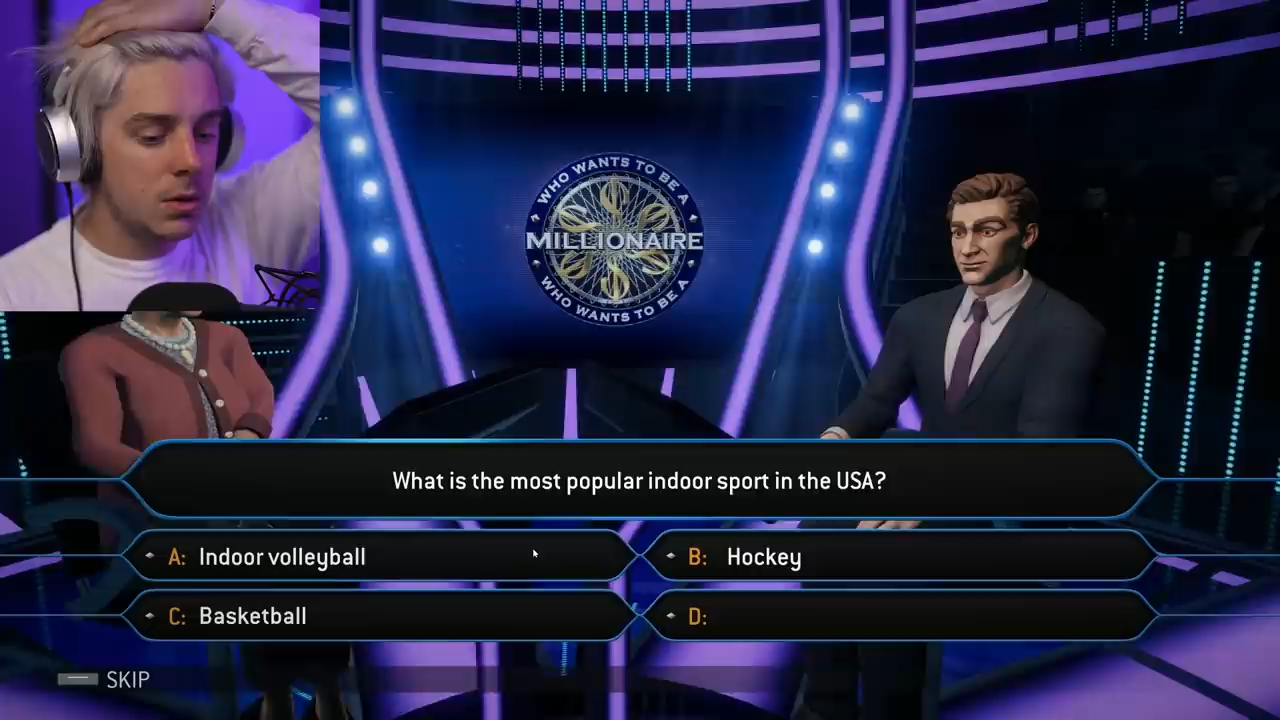 WHO WANTS TO BE A
MILLIONAIRE
WHO WANTS TO BE A
What is the most popular indoor sport in the USA?
A: Indoor volleyball
B: Hockey
C: Basketball
D:
SKIP